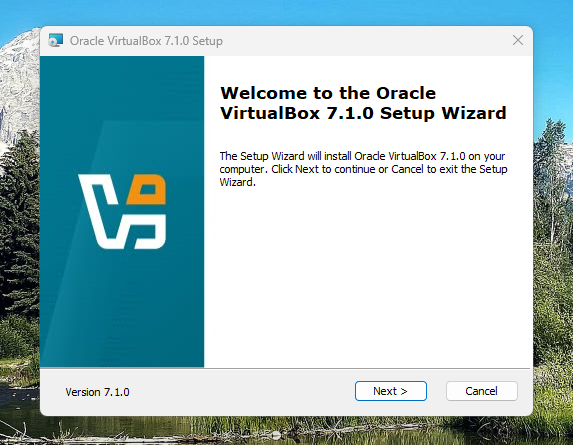 Oracle VirtualBox 7.1.0 Setup
Welcome to the Oracle
VirtualBox 7.1.0 Setup Wizard
The Setup Wizard will install Oracle VirtualBox 7.1.0 on your
computer. Click Next to continue or Cancel to exit the Setup
Wizard.
Version 7.1.0
Next >
Cancel